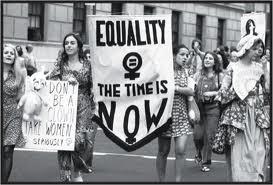 EQUALITY
THE TIME IS
NOW
DON'T
BE A
CLOWN
TAKE WOMEN
SERIOUSLY